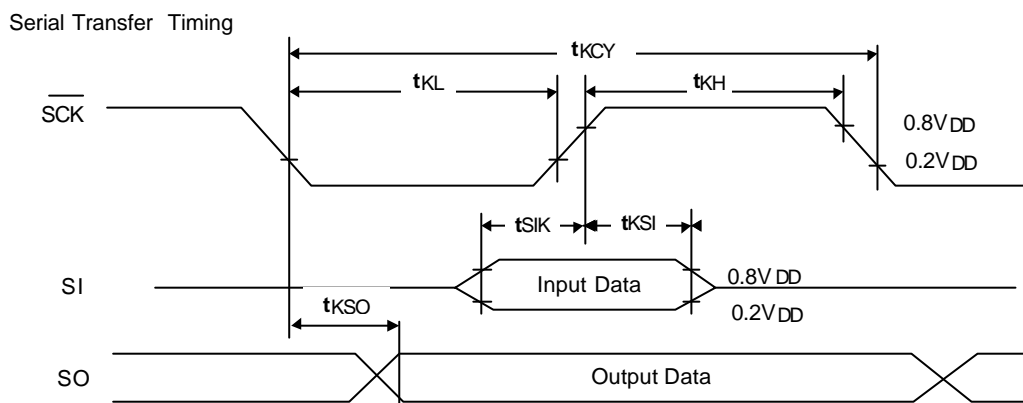 Serial Transfer Timing
tKCY
tKL
tKH
SCK
0.8VDD
0.2VDD
tSIK
tKSI
SI
Input Data
0.8VDD
0.2VDD
tKSO
SO
Output Data